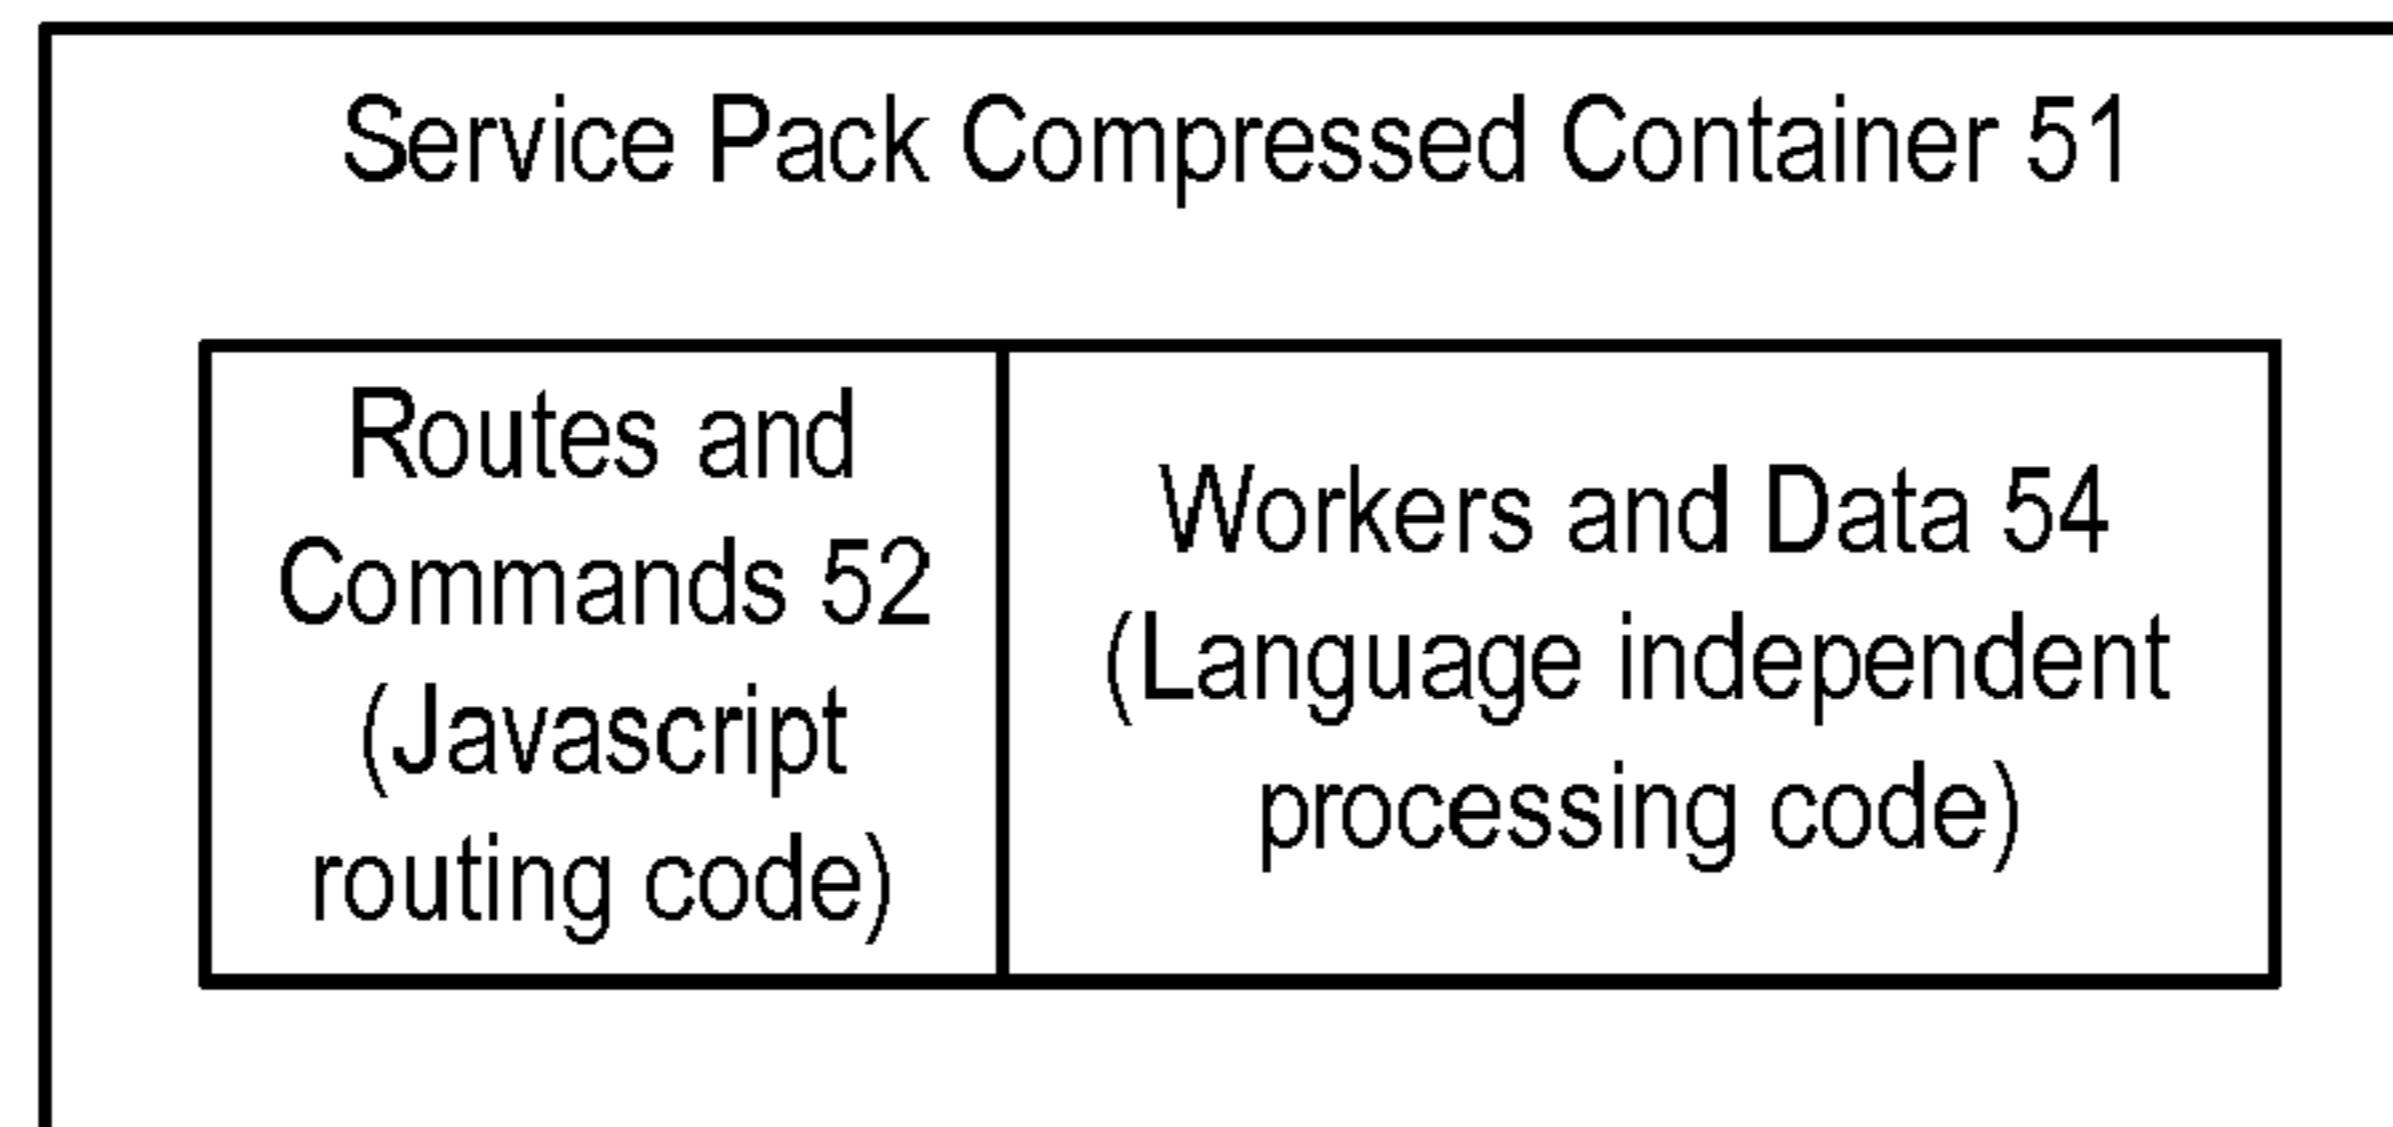 Service Pack Compressed Container 51
Routes and
Commands 52
(Javascript
routing code)
Workers and Data 54
(Language independent
processing code)